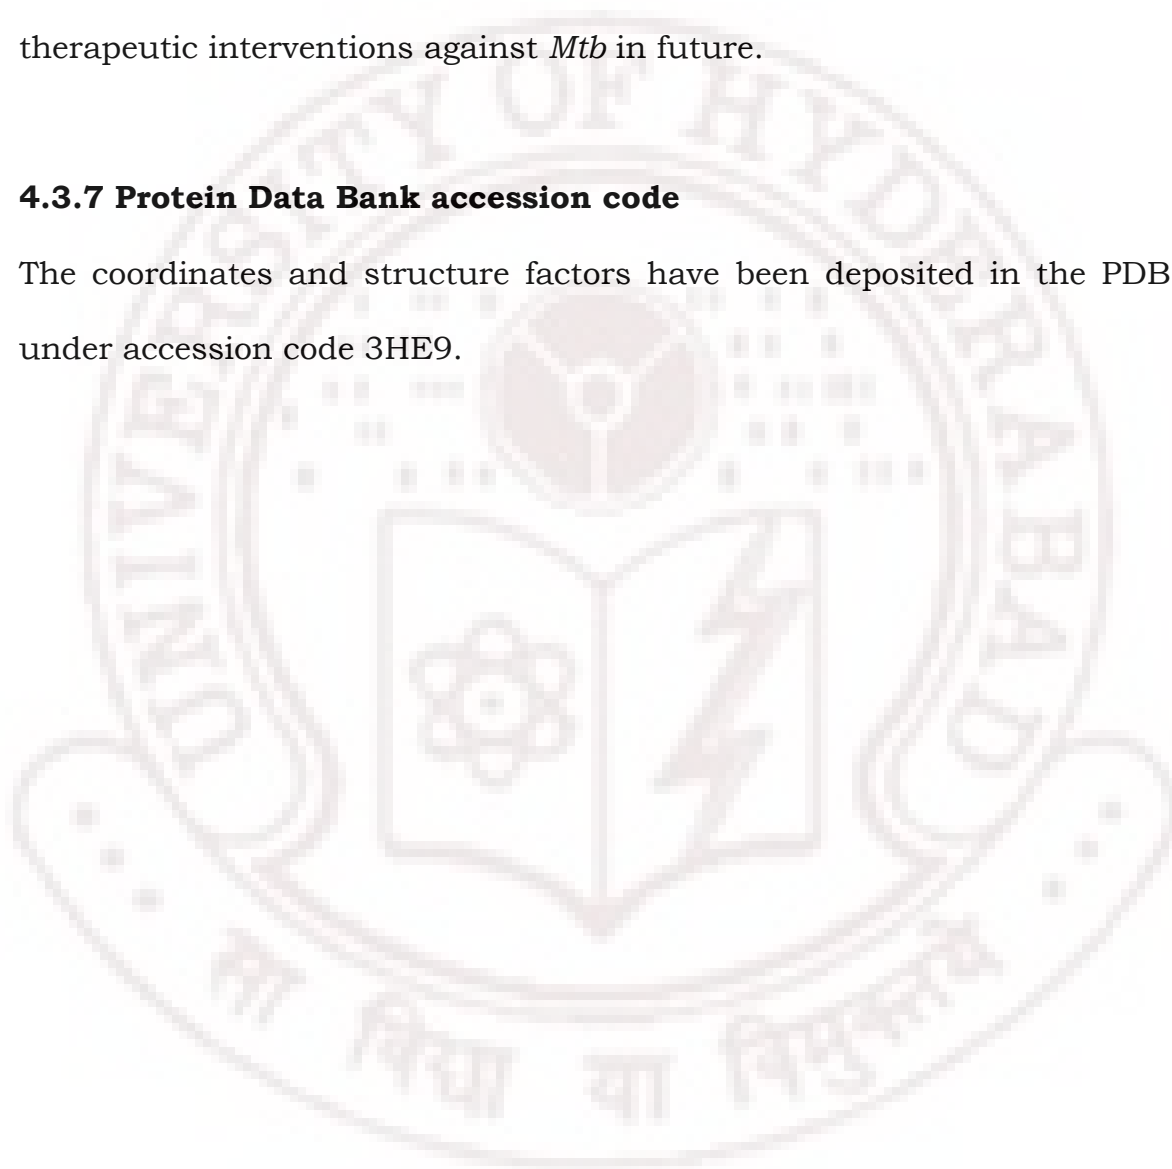 therapeutic interventions against Mtb in future.
4.3.7 Protein Data Bank accession code
The coordinates and structure factors have been deposited in the PDB
under accession code 3HE9.
UNIVERSITY OF HYDERABAD
सा विद्या या विमुक्तये